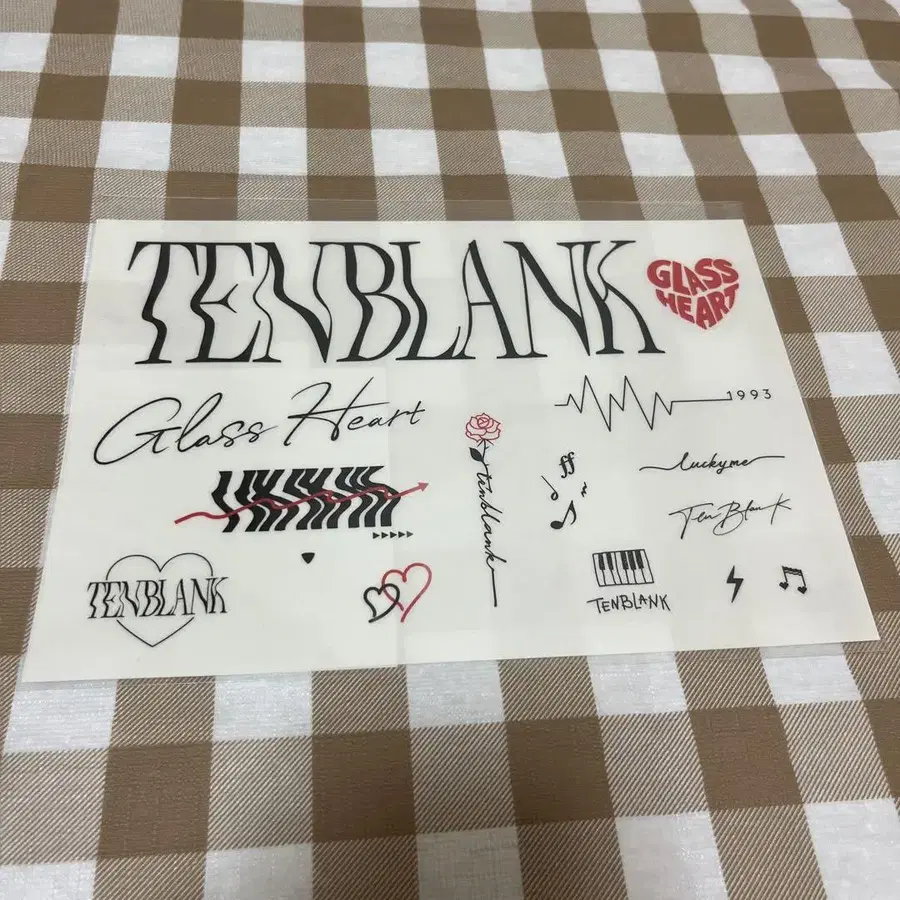 TENBLANK
GLASS
HEART
Glass Heart
1993
tenblank
ff
luckyme
TenBlank
TENBLANK
TENBLANK